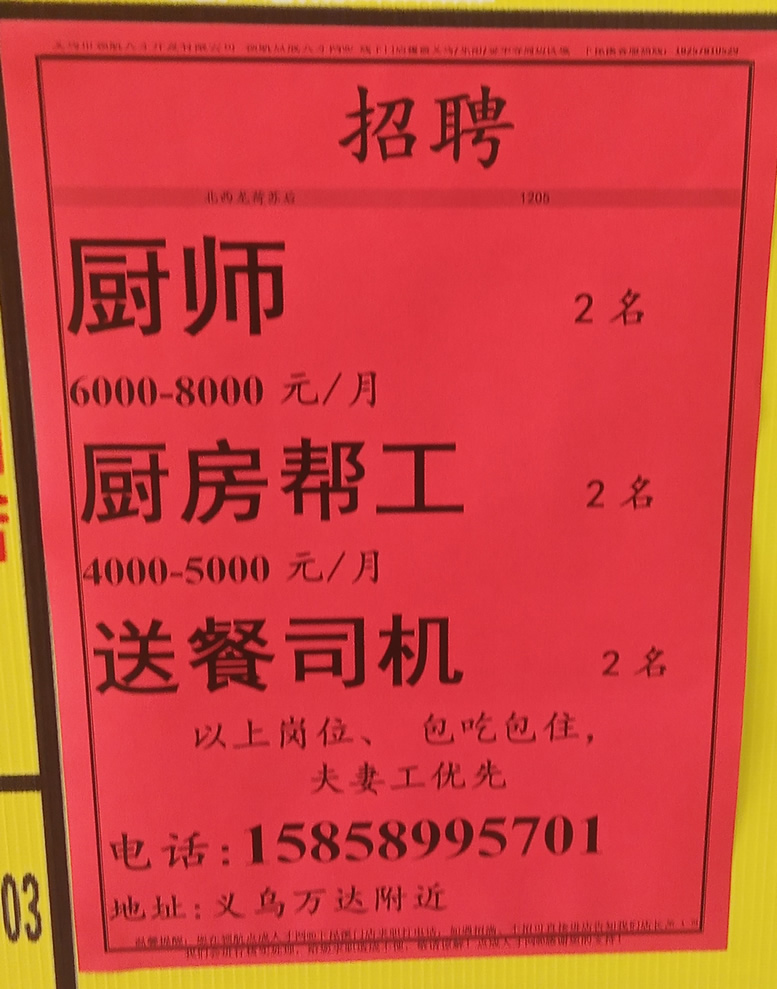 招聘
1205
厨师 2 名
6000-8000 元/月
厨房帮工 2 名
4000-5000 元/月
送餐司机 2 名
以上岗位、 包吃包住,
夫妻工优先
电话:15858995701
地址:义乌万达附近
03